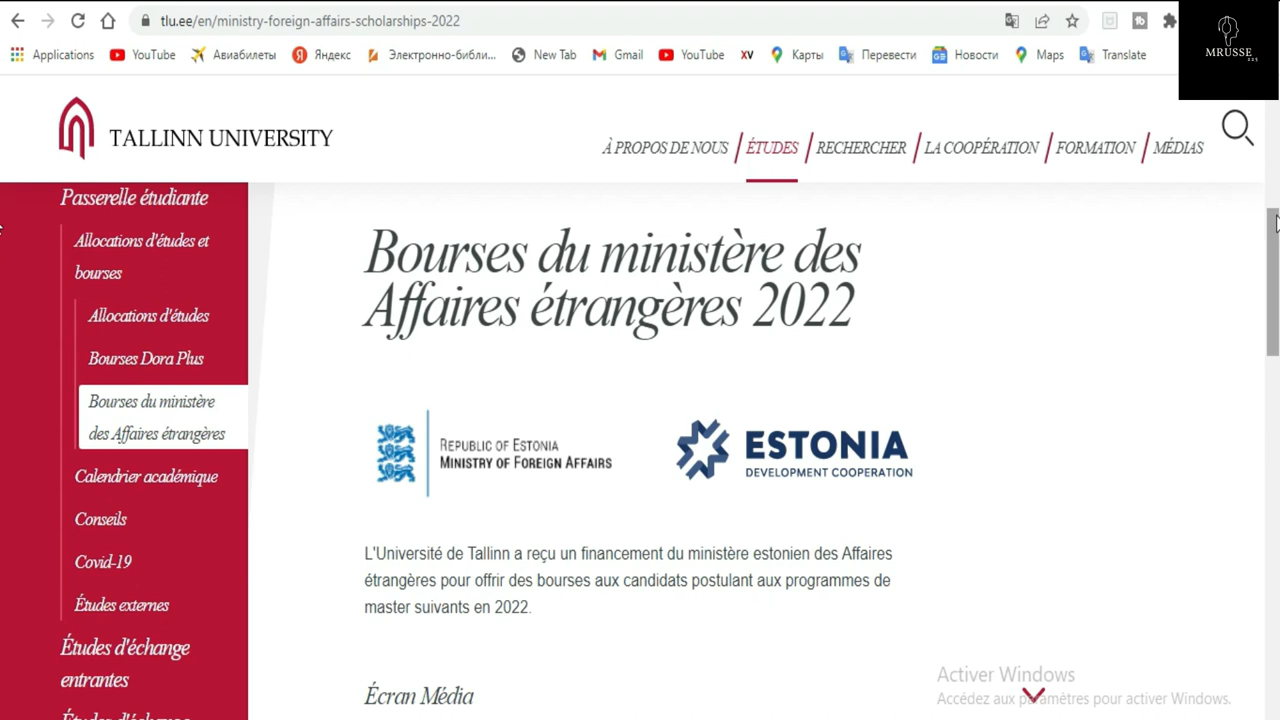 tlu.ee/en/ministry-foreign-affairs-scholarships-2022
Applications YouTube Авиабилеты Яндекс Электронно-библи... New Tab Gmail YouTube XV Карты Перевести Новости Maps Translate
MRUSSE
225
TALLINN UNIVERSITY
À PROPOS DE NOUS / ÉTUDES / RECHERCHER / LA COOPÉRATION / FORMATION / MÉDIAS
Passerelle étudiante
Allocations d'études et
bourses
Allocations d'études
Bourses Dora Plus
Bourses du ministère
des Affaires étrangères
Calendrier académique
Conseils
Covid-19
Études externes
Études d'échange
entrantes
Études d'échange
Bourses du ministère des
Affaires étrangères 2022
REPUBLIC OF ESTONIA
MINISTRY OF FOREIGN AFFAIRS
ESTONIA
DEVELOPMENT COOPERATION
L'Université de Tallinn a reçu un financement du ministère estonien des Affaires
étrangères pour offrir des bourses aux candidats postulant aux programmes de
master suivants en 2022.
Écran Média
Activer Windows
Accédez aux paramètres pour activer Windows.